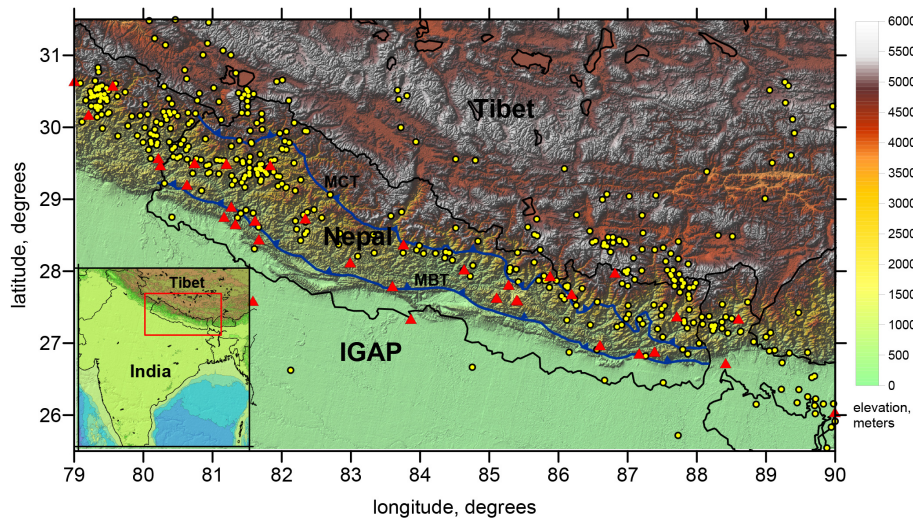 31
30
29
28
27
26
latitude, degrees
Tibet
MCT
Nepal
MBT
IGAP
Tibet
India
79 80 81 82 83 84 85 86 87 88 89 90
longitude, degrees
6000
5500
5000
4500
4000
3500
3000
2500
2000
1500
1000
500
0
elevation,
meters